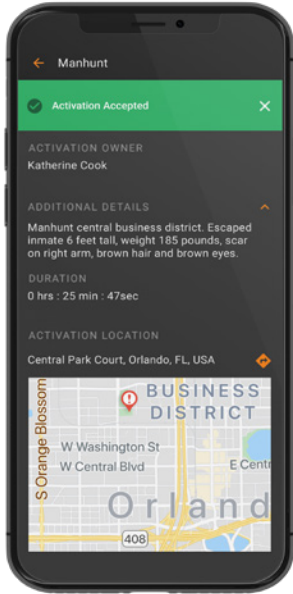 Manhunt
Activation Accepted
ACTIVATION OWNER
Katherine Cook
ADDITIONAL DETAILS
Manhunt central business district. Escaped
inmate 6 feet tall, weight 185 pounds, scar
on right arm, brown hair and brown eyes.
DURATION
0 hrs : 25 min : 47sec
ACTIVATION LOCATION
Central Park Court, Orlando, FL, USA
BUSINESS
DISTRICT
S Orange Blossom
W Washington St
W Central Blvd
E Centr
Orland
408